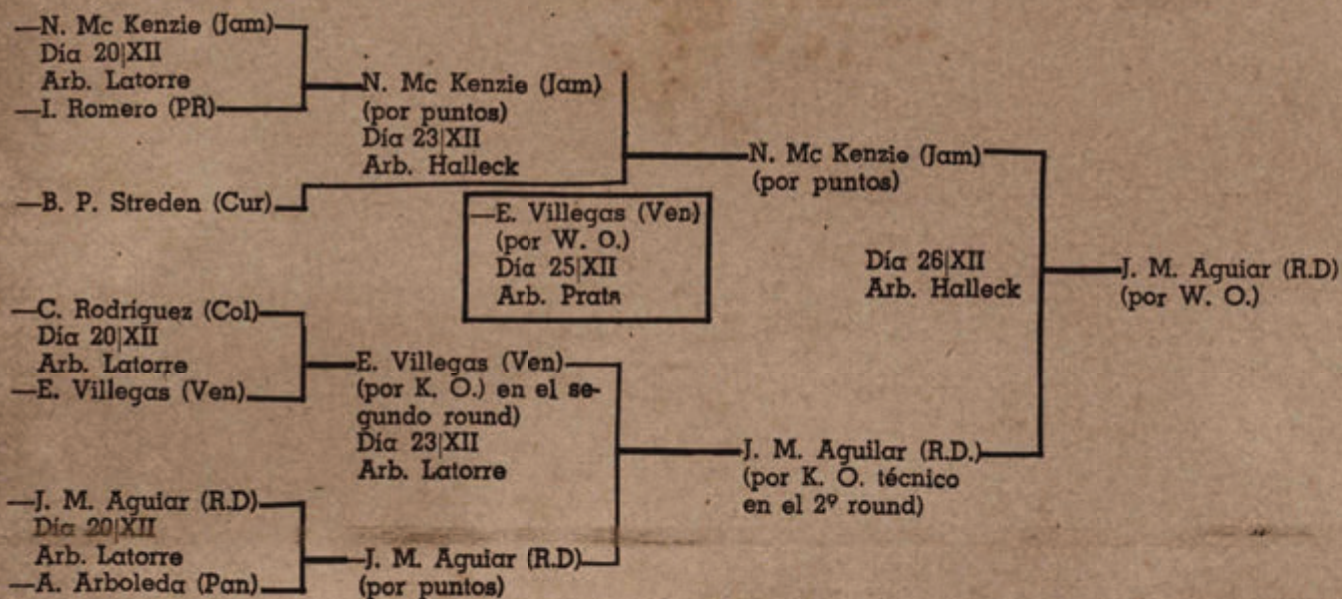 —N. Mc Kenzie (Jam)
Día 20|XII
Arb. Latorre
—I. Romero (PR)
N. Mc Kenzie (Jam)
(por puntos)
Día 23|XII
Arb. Halleck
—B. P. Streden (Cur)
N. Mc Kenzie (Jam)
(por puntos)
—E. Villegas (Ven)
(por W. O.)
Día 25|XII
Arb. Prats
Día 26|XII
Arb. Halleck
J. M. Aguiar (R.D)
(por W. O.)
—C. Rodríguez (Col)
Día 20|XII
Arb. Latorre
—E. Villegas (Ven)
E. Villegas (Ven)
(por K. O.) en el se-
gundo round)
Día 23|XII
Arb. Latorre
J. M. Aguilar (R.D.)
(por K. O. técnico
en el 2º round)
—J. M. Aguiar (R.D)
Día 20|XII
Arb. Latorre
—A. Arboleda (Pan)
J. M. Aguiar (R.D)
(por puntos)